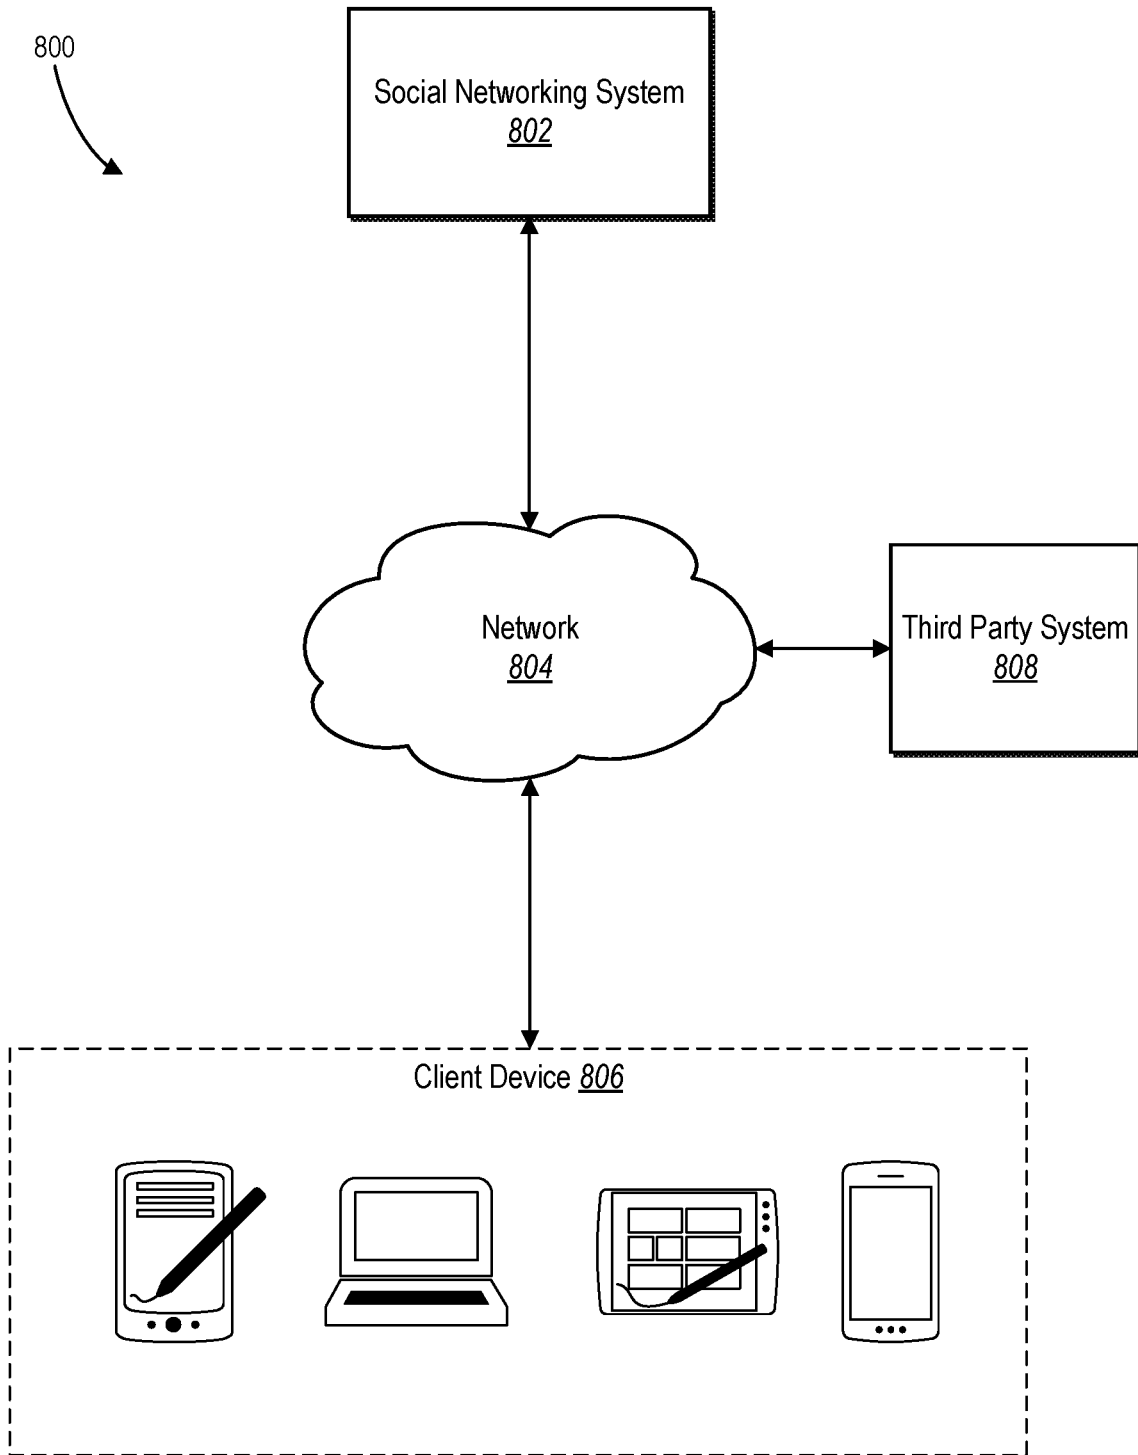 800
Social Networking System
802
Network
804
Third Party System
808
Client Device 806